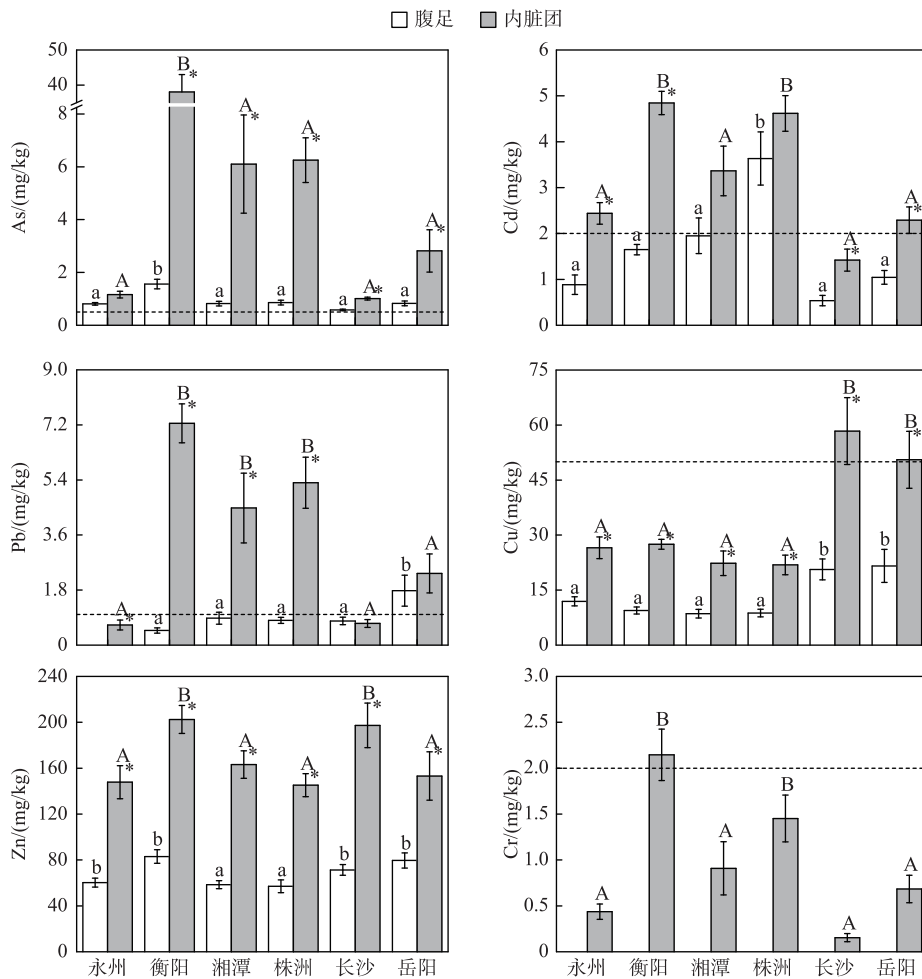 腹足 内脏团
As/(mg/kg)
50
40
8
6
4
2
0
B*
A*
A*
A*
a A b a a a A* a
Cd/(mg/kg)
6
5
4
3
2
1
0
B* B
b
A
A* A*
a a a A* a
a
Pb/(mg/kg)
9.0
7.2
5.4
3.6
1.8
0
B*
B* B*
b A
A* a a a a A*
Cu/(mg/kg)
75
60
45
30
15
0
B* B*
A* A* A* A*
a a a a b b
Zn/(mg/kg)
240
200
160
120
80
40
0
B* B*
A* A* A* A*
b b a a b b
永州 衡阳 湘潭 株洲 长沙 岳阳
Cr/(mg/kg)
3.0
2.5
2.0
1.5
1.0
0.5
0
B
B
A
A A A
永州 衡阳 湘潭 株洲 长沙 岳阳